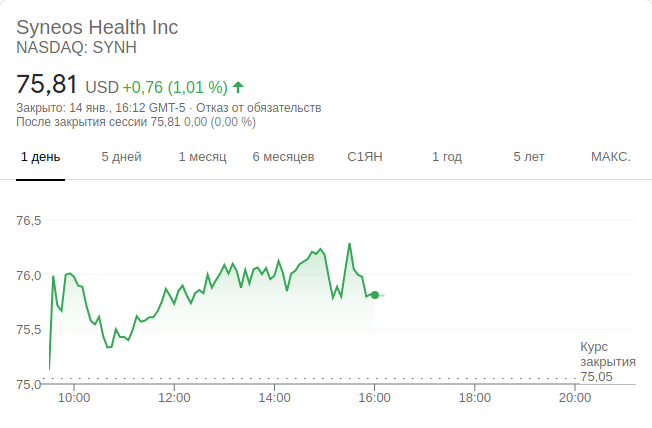 Syneos Health Inc
NASDAQ: SYNH
75,81 USD +0,76 (1,01 %)
Закрыто: 14 янв., 16:12 GMT-5 · Отказ от обязательств
После закрытия сессии 75,81 0,00 (0,00 %)
1 день 5 дней 1 месяц 6 месяцев С1ЯН 1 год 5 лет МАКС.
76,5
76,0
75,5
Курс
закрытия
75,05
75,0
10:00 12:00 14:00 16:00 18:00 20:00